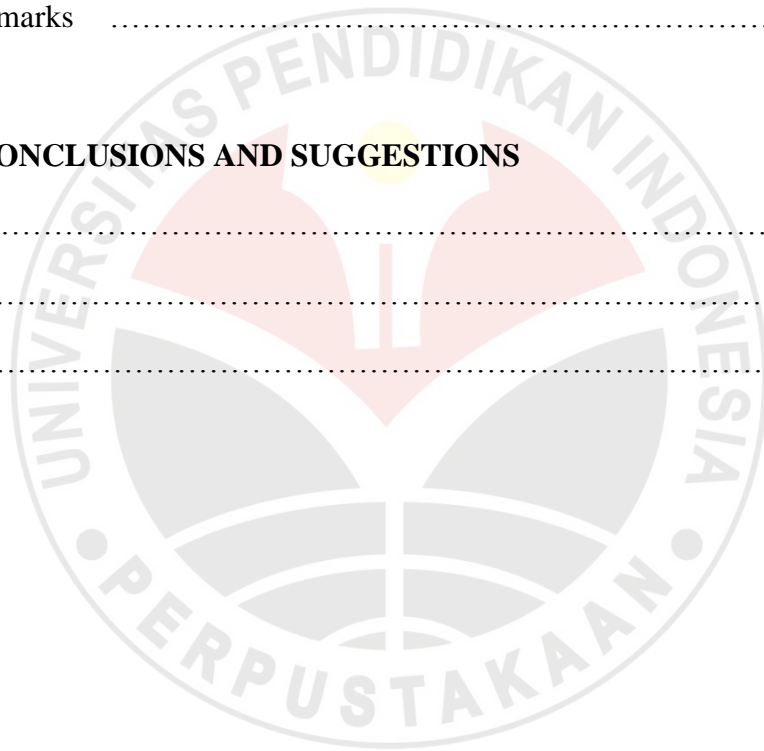 marks ……………………………………………………………
ONCLUSIONS AND SUGGESTIONS
……………………………………………………………………
……………………………………………………………………
……………………………………………………………………
UNIVERSITAS PENDIDIKAN INDONESIA
PERPUSTAKAAN